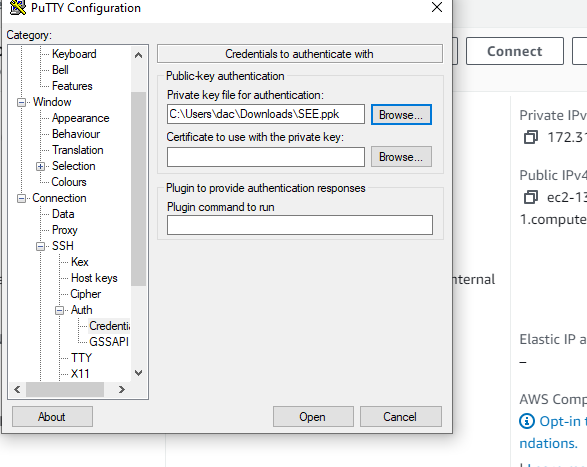 PuTTY Configuration
Category:
Keyboard
Bell
Features
Window
Appearance
Behaviour
Translation
Selection
Colours
Connection
Data
Proxy
SSH
Kex
Host keys
Cipher
Auth
Credentia
GSSAPI
TTY
X11
Credentials to authenticate with
Public-key authentication
Private key file for authentication:
C:\Users\dac\Downloads\SEE.ppk
Browse...
Certificate to use with the private key:
Browse...
Plugin to provide authentication responses
Plugin command to run
About
Open
Cancel
Connect
Private IPv
172.31
Public IPv4
ec2-13
1.compute
nternal
Elastic IP a
–
AWS Comp
Opt-in t
ndations.